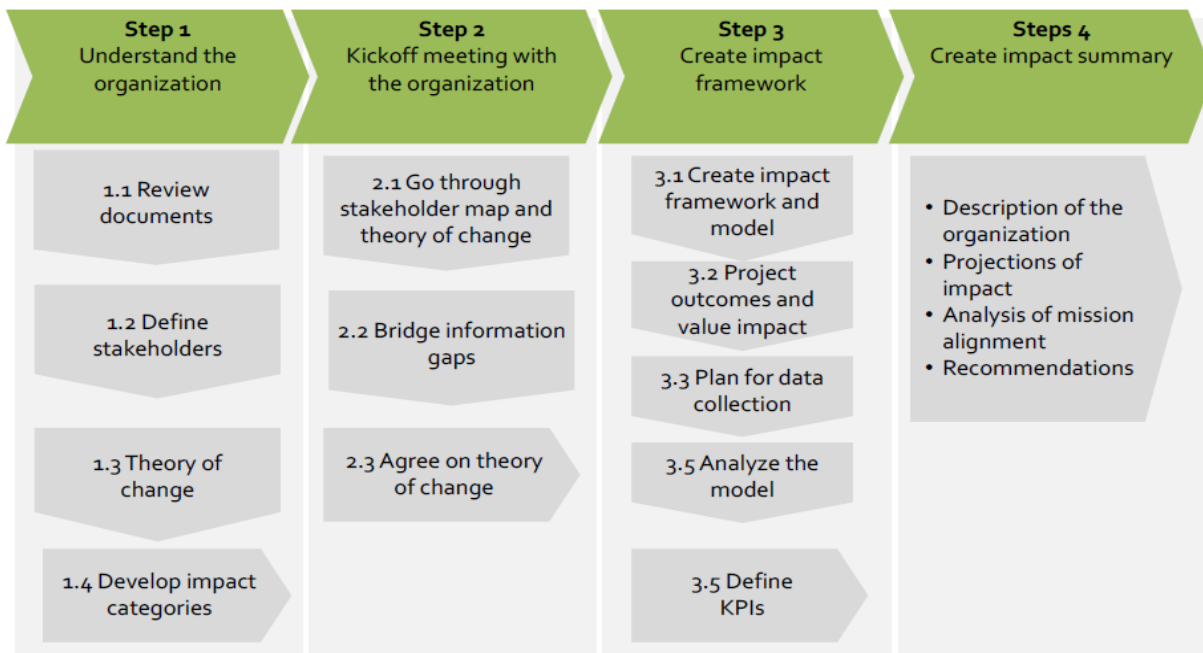 Step 1
Understand the
organization
Step 2
Kickoff meeting with
the organization
Step 3
Create impact
framework
Steps 4
Create impact summary
1.1 Review
documents
1.2 Define
stakeholders
1.3 Theory of
change
1.4 Develop impact
categories
2.1 Go through
stakeholder map and
theory of change
2.2 Bridge information
gaps
2.3 Agree on theory
of change
3.1 Create impact
framework and
model
3.2 Project
outcomes and
value impact
3.3 Plan for data
collection
3.5 Analyze the
model
3.5 Define
KPIs
• Description of the
organization
• Projections of
impact
• Analysis of mission
alignment
• Recommendations